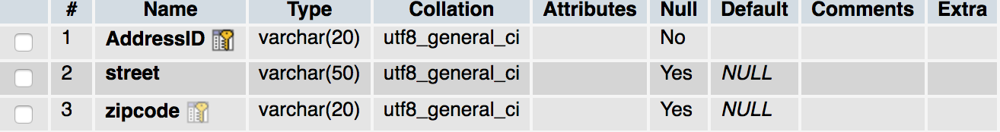 # Name Type Collation Attributes Null Default Comments Extra
1 AddressID varchar(20) utf8_general_ci No
2 street varchar(50) utf8_general_ci Yes NULL
3 zipcode varchar(20) utf8_general_ci Yes NULL